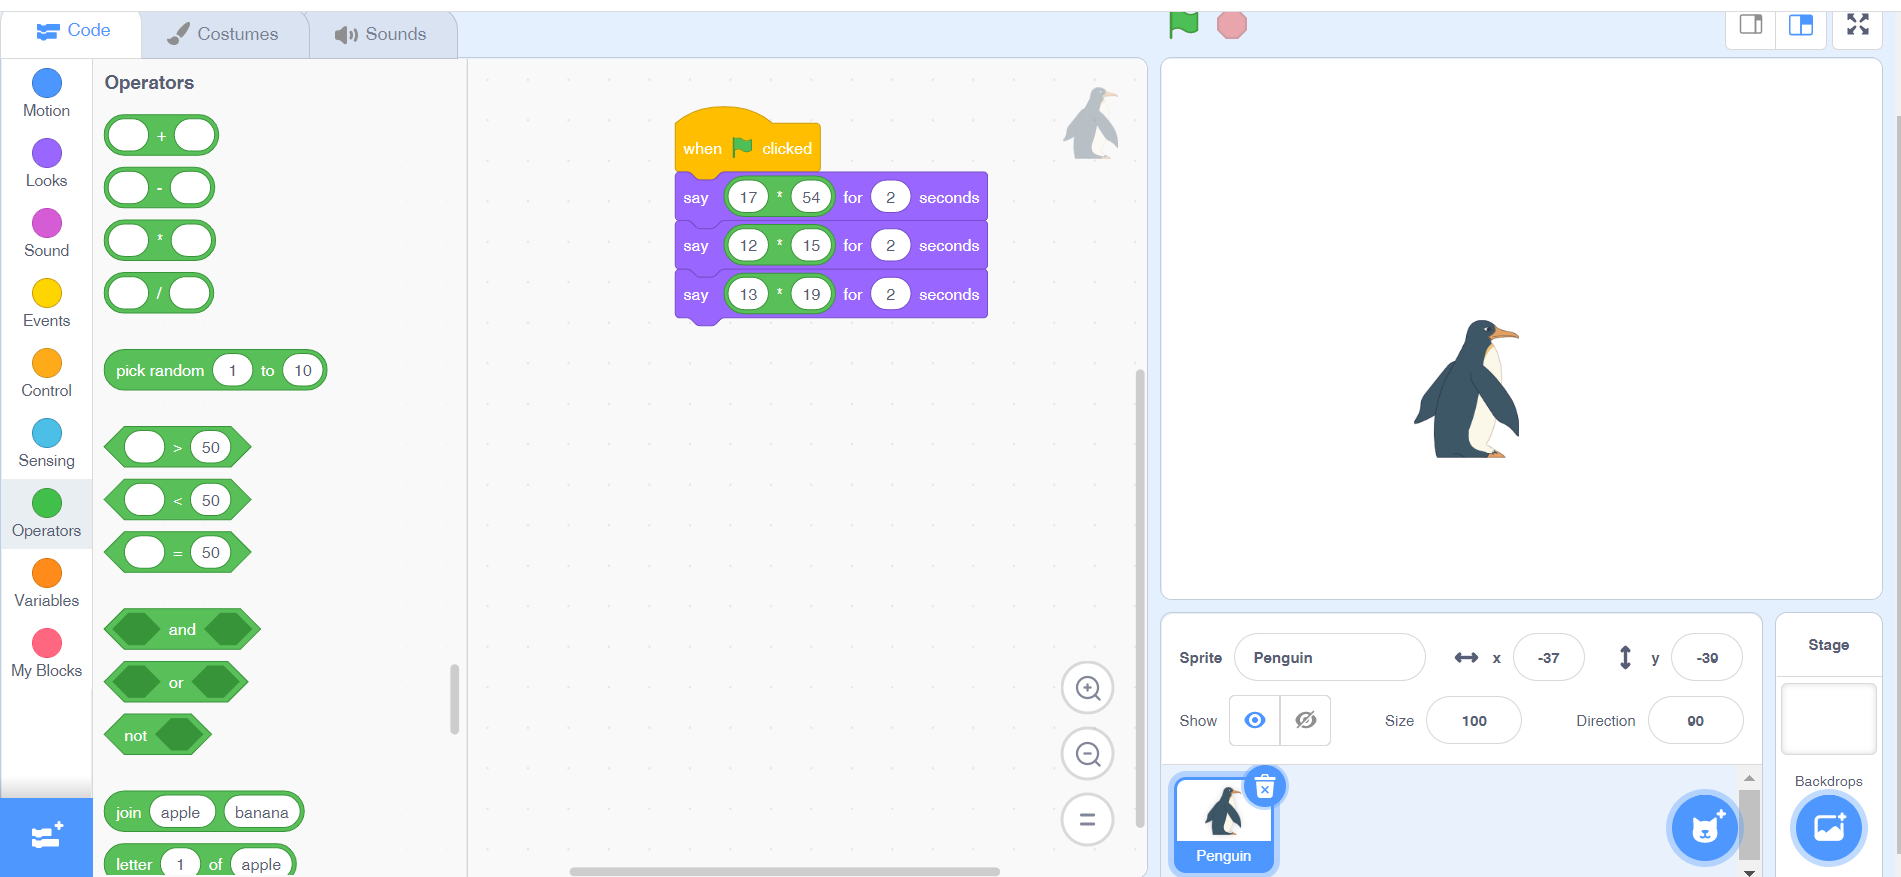 Code
Costumes
Sounds
Motion
Looks
Sound
Events
Control
Sensing
Operators
Variables
My Blocks
Operators
+
-
*
/
pick random 1 to 10
> 50
< 50
= 50
and
or
not
join apple banana
letter 1 of apple
when clicked
say 17 * 54 for 2 seconds
say 12 * 15 for 2 seconds
say 13 * 19 for 2 seconds
=
Sprite Penguin x -37 y -39
Show Size 100 Direction 90
Penguin
Stage
Backdrops